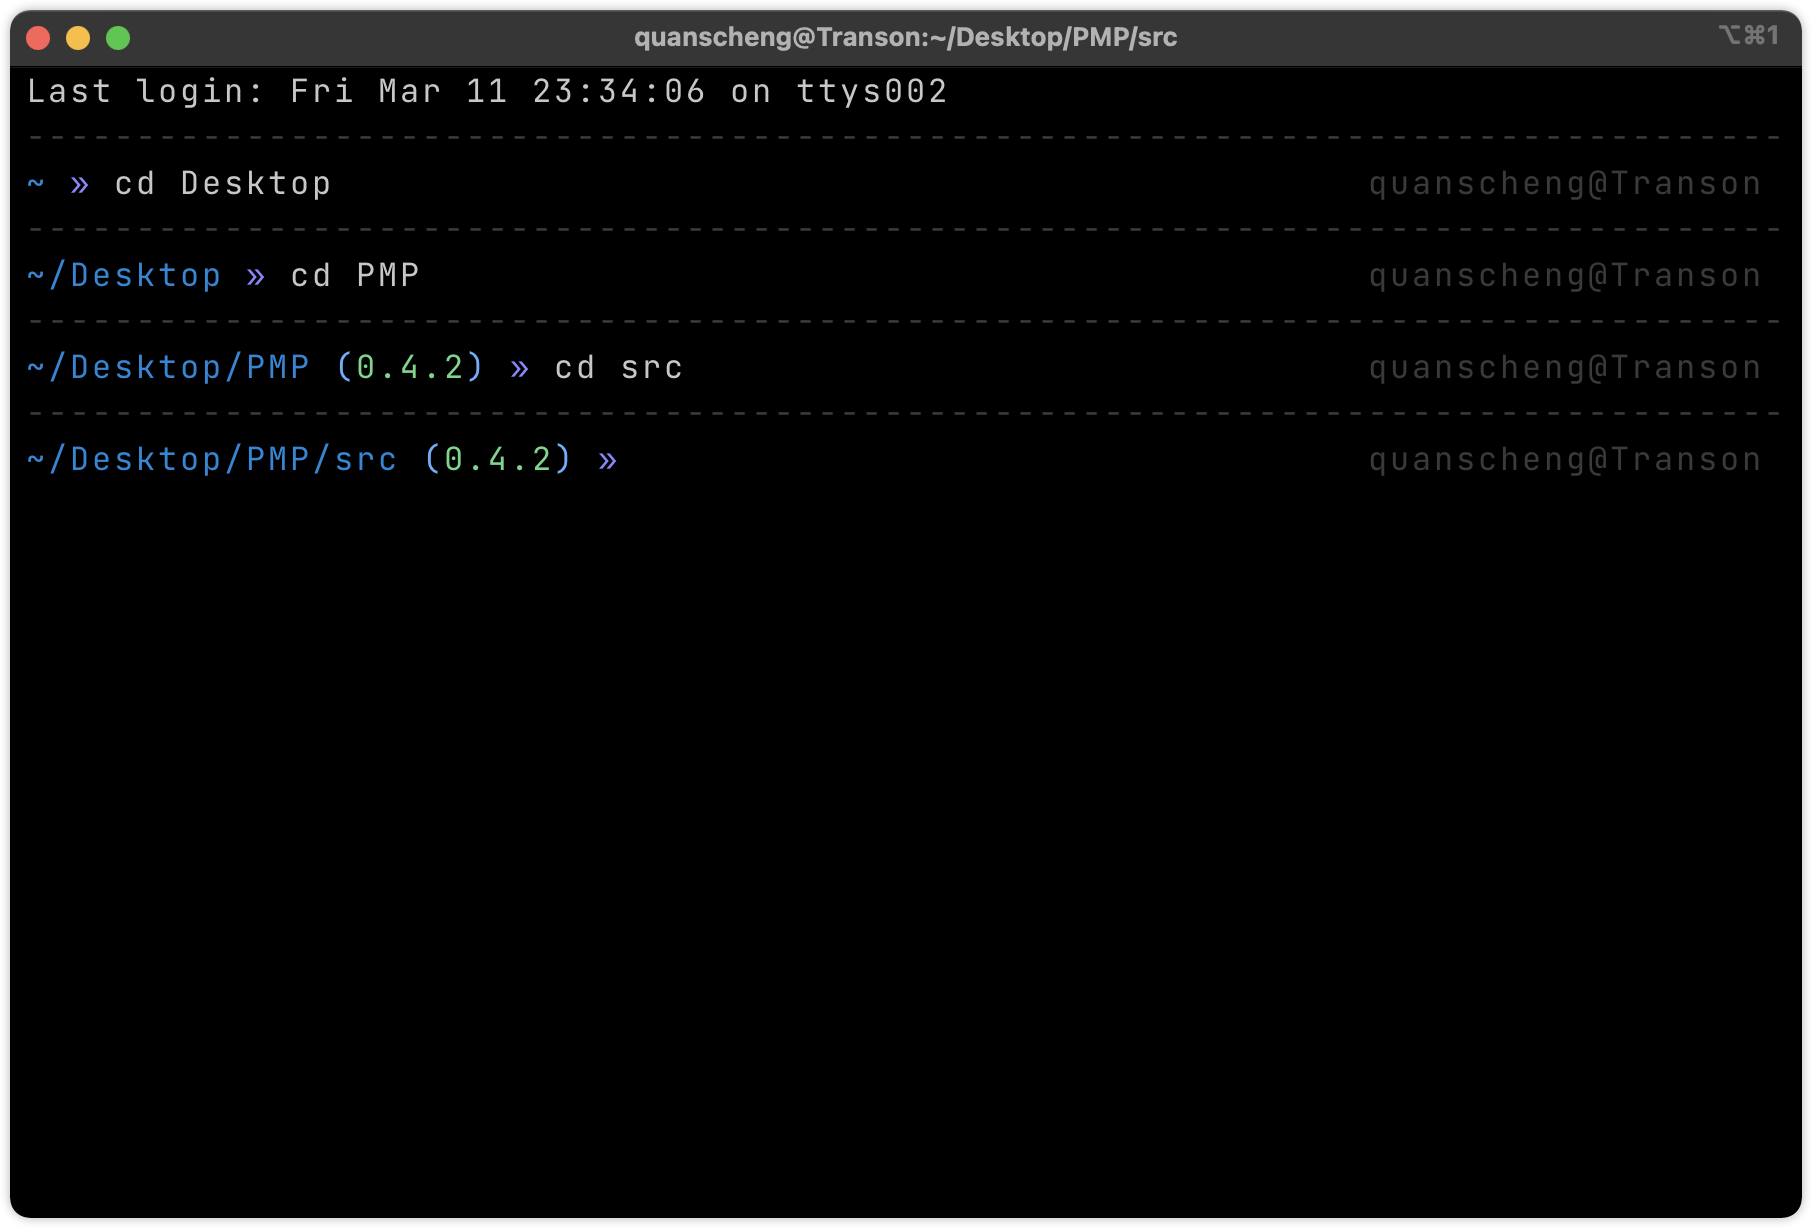 quanscheng@Transon:~/Desktop/PMP/src ⌥⌘1
Last login: Fri Mar 11 23:34:06 on ttys002
--------------------------------------------------------------------------------
~ » cd Desktop quanscheng@Transon
--------------------------------------------------------------------------------
~/Desktop » cd PMP quanscheng@Transon
--------------------------------------------------------------------------------
~/Desktop/PMP (0.4.2) » cd src quanscheng@Transon
--------------------------------------------------------------------------------
~/Desktop/PMP/src (0.4.2) » quanscheng@Transon